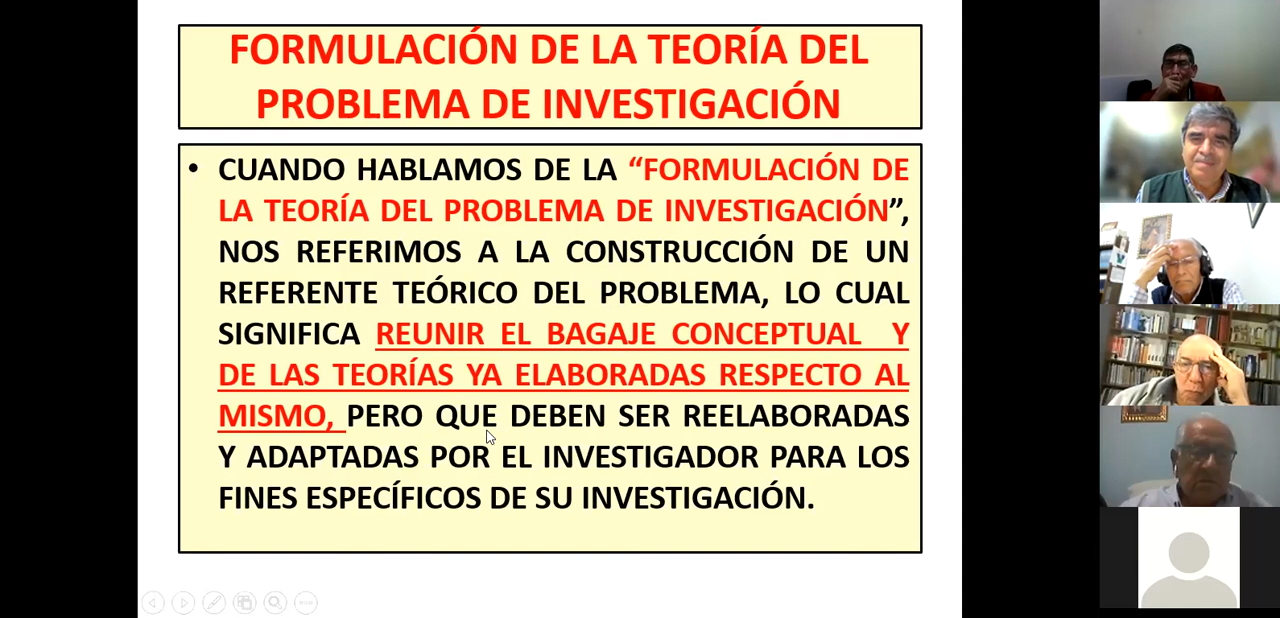 FORMULACIÓN DE LA TEORÍA DEL
PROBLEMA DE INVESTIGACIÓN
• CUANDO HABLAMOS DE LA “FORMULACIÓN DE
LA TEORÍA DEL PROBLEMA DE INVESTIGACIÓN”,
NOS REFERIMOS A LA CONSTRUCCIÓN DE UN
REFERENTE TEÓRICO DEL PROBLEMA, LO CUAL
SIGNIFICA REUNIR EL BAGAJE CONCEPTUAL Y
DE LAS TEORÍAS YA ELABORADAS RESPECTO AL
MISMO, PERO QUE DEBEN SER REELABORADAS
Y ADAPTADAS POR EL INVESTIGADOR PARA LOS
FINES ESPECÍFICOS DE SU INVESTIGACIÓN.